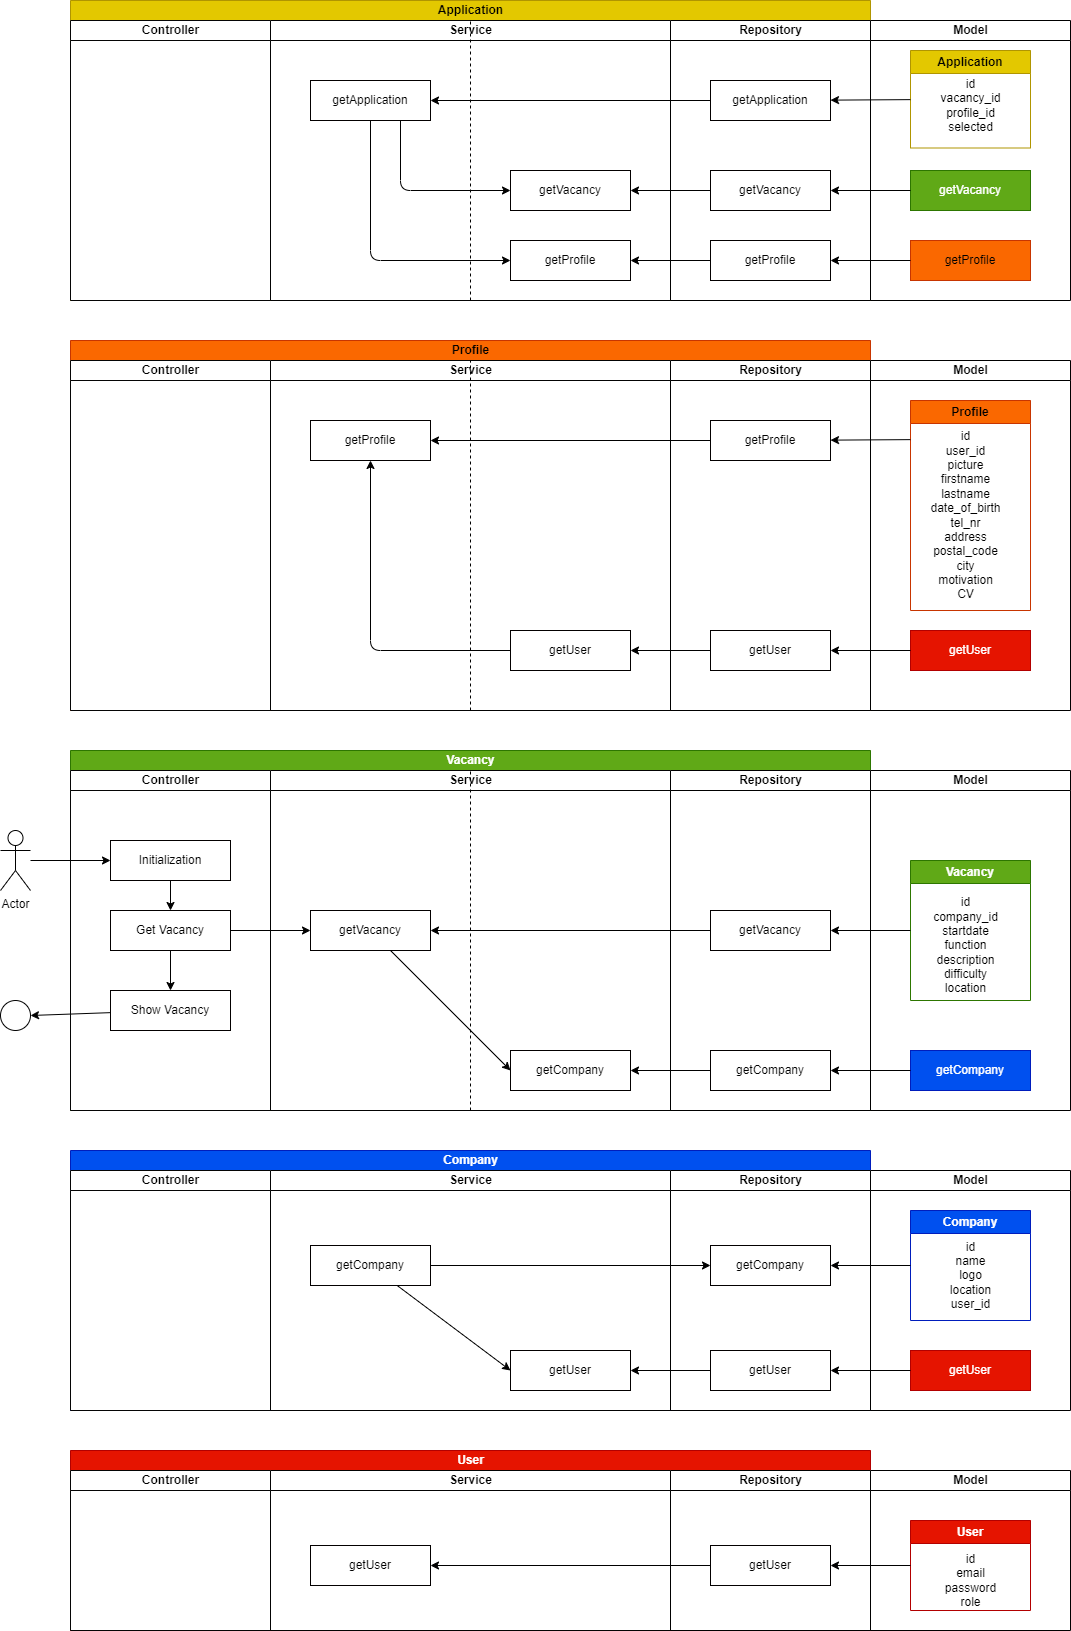 Application
Controller
Service
Repository
Model
Application
id
vacancy_id
profile_id
selected
getApplication
getApplication
getVacancy
getVacancy
getVacancy
getProfile
getProfile
getProfile
Profile
Controller
Service
Repository
Model
Profile
id
user_id
picture
firstname
lastname
date_of_birth
tel_nr
address
postal_code
city
motivation
CV
getProfile
getProfile
getUser
getUser
getUser
Vacancy
Controller
Service
Repository
Model
Actor
Initialization
Get Vacancy
Show Vacancy
getVacancy
getVacancy
Vacancy
id
company_id
startdate
function
description
difficulty
location
getCompany
getCompany
getCompany
Company
Controller
Service
Repository
Model
getCompany
getCompany
Company
id
name
logo
location
user_id
getUser
getUser
getUser
User
Controller
Service
Repository
Model
getUser
getUser
User
id
email
password
role